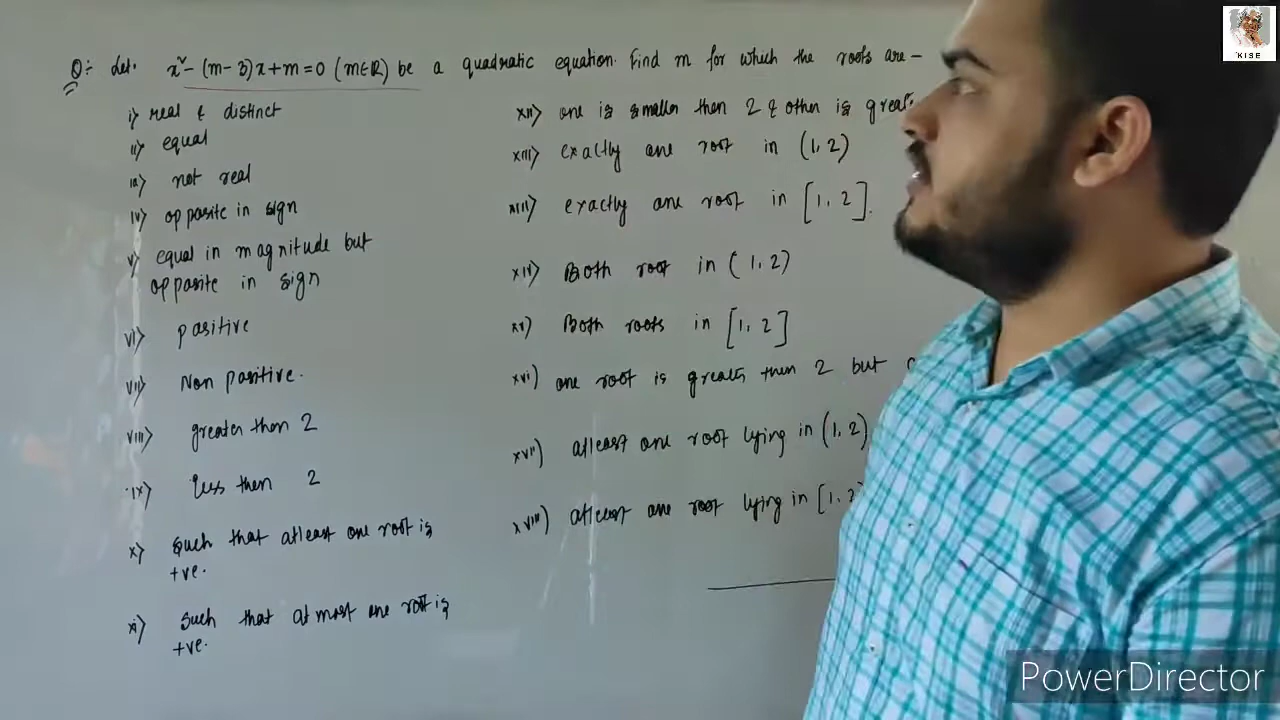 Q:- Let. x² - (m-3)x+m=0 (m∈R) be a quadratic equation. Find m for which the roots are -
i) real & distinct
ii) equal
iii) not real
iv) opposite in sign
v) equal in magnitude but
opposite in sign
vi) positive
vii) Non positive.
viii) greater then 2
ix) less then 2
x) such that atleast one root is
+ve.
xi) such that at most one root is
+ve.
xii) one is smaller then 2 & other is great
xiii) exactly one root in (1,2)
xiii) exactly one root in [1, 2].
xiv) Both root in (1,2)
xv) Both roots in [1,2]
xvi) one root is greater then 2 but
xvii) atleast one root lying in (1,2)
xviii) atleast one root lying in [1,2
KISE
PowerDirector